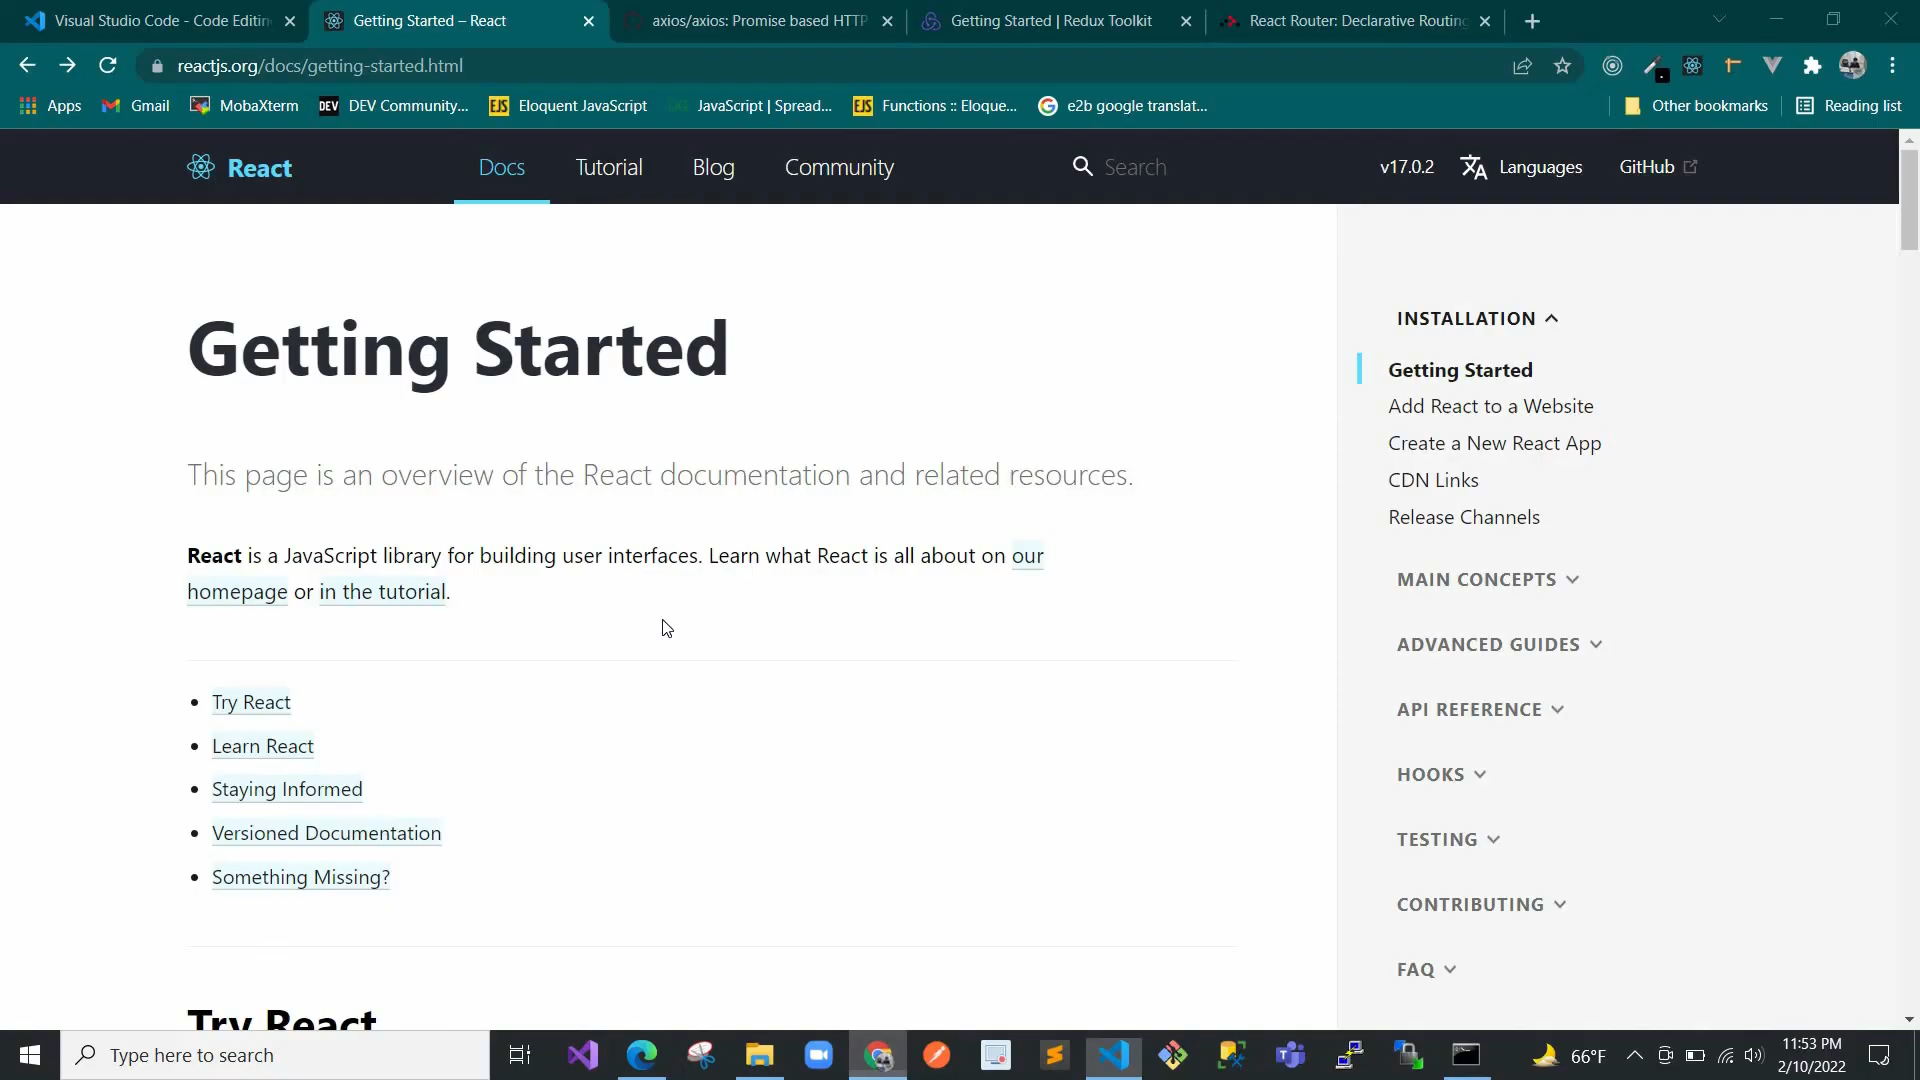 Visual Studio Code - Code Editin
Getting Started – React
axios/axios: Promise based HTTP
Getting Started | Redux Toolkit
React Router: Declarative Routing
reactjs.org/docs/getting-started.html
Apps
Gmail
MobaXterm
DEV Community...
Eloquent JavaScript
JavaScript | Spread...
Functions :: Eloque...
e2b google translat...
Other bookmarks
Reading list
React
Docs
Tutorial
Blog
Community
Search
v17.0.2
Languages
GitHub
Getting Started
This page is an overview of the React documentation and related resources.
React is a JavaScript library for building user interfaces. Learn what React is all about on our
homepage or in the tutorial.
Try React
Learn React
Staying Informed
Versioned Documentation
Something Missing?
Try React
INSTALLATION
Getting Started
Add React to a Website
Create a New React App
CDN Links
Release Channels
MAIN CONCEPTS
ADVANCED GUIDES
API REFERENCE
HOOKS
TESTING
CONTRIBUTING
FAQ
Type here to search
66°F
11:53 PM
2/10/2022